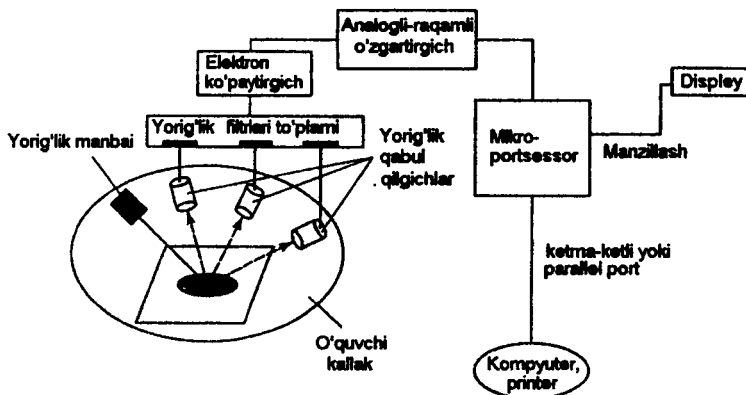 Analogli-raqamli
o'zgartirgich
Elektron
ko'paytirgich
Display
Yorig'lik filtrlari to'plami
Yorig'lik manbai
Yorig'lik
qabul
qilgichlar
Mikro-
portsessor
Manzillash
ketma-ketli yoki
parallel port
O'quvchi
kallak
Kompyuter,
printer